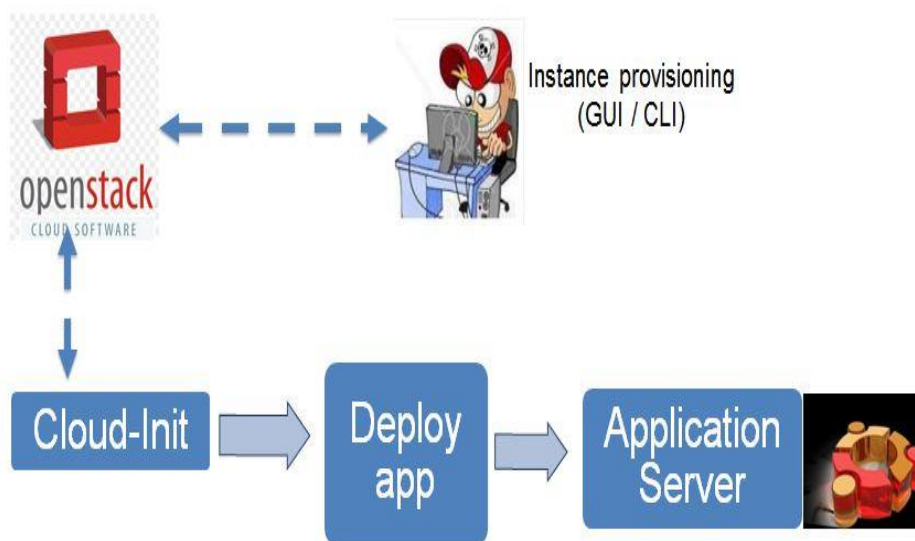 openstack
CLOUD SOFTWARE
Instance provisioning
(GUI / CLI)
Cloud-Init
Deploy
app
Application
Server